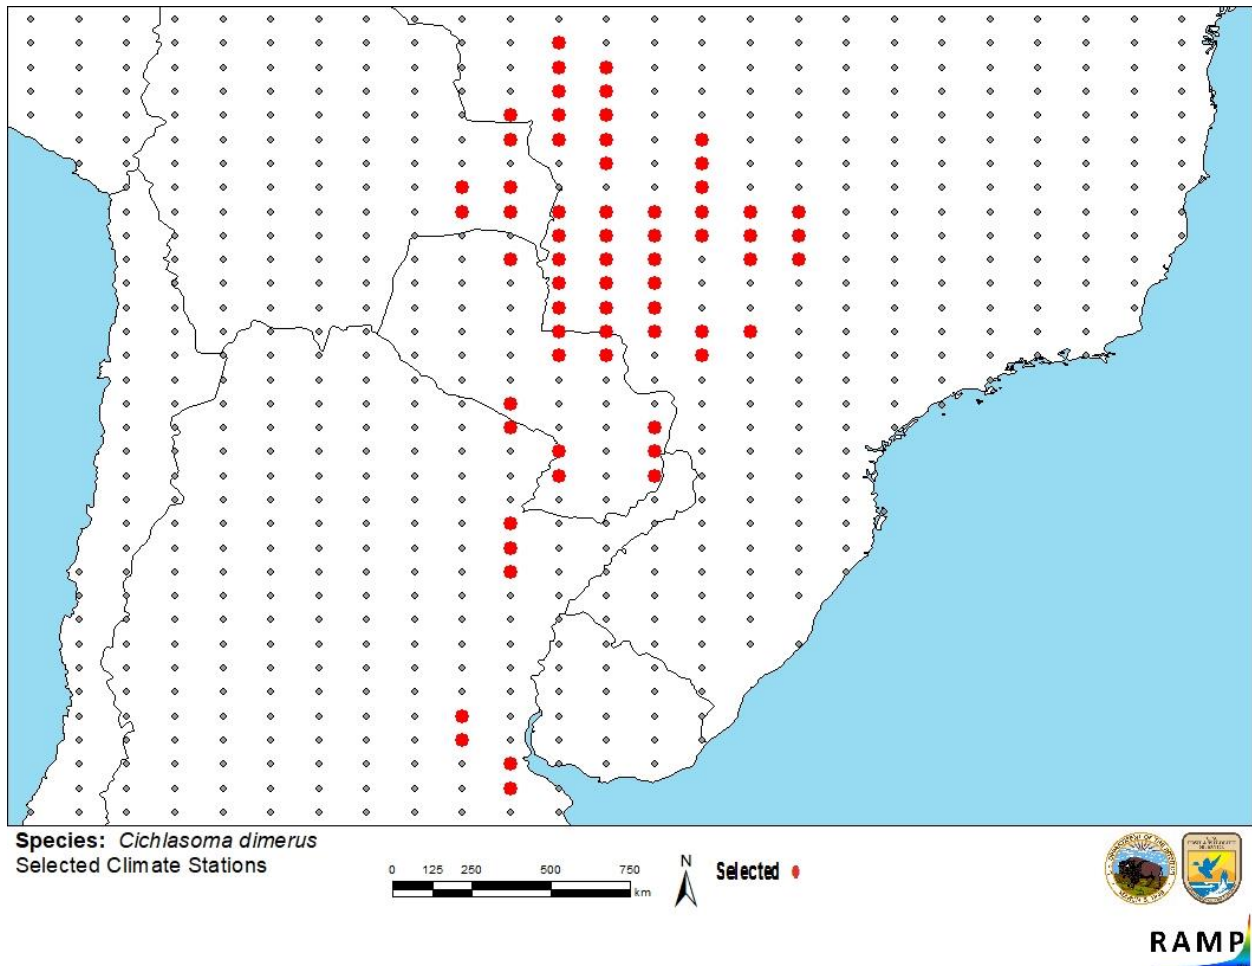 Species: Cichlasoma dimerus
Selected Climate Stations
0 125 250 500 750
km
N
Selected
RAMP